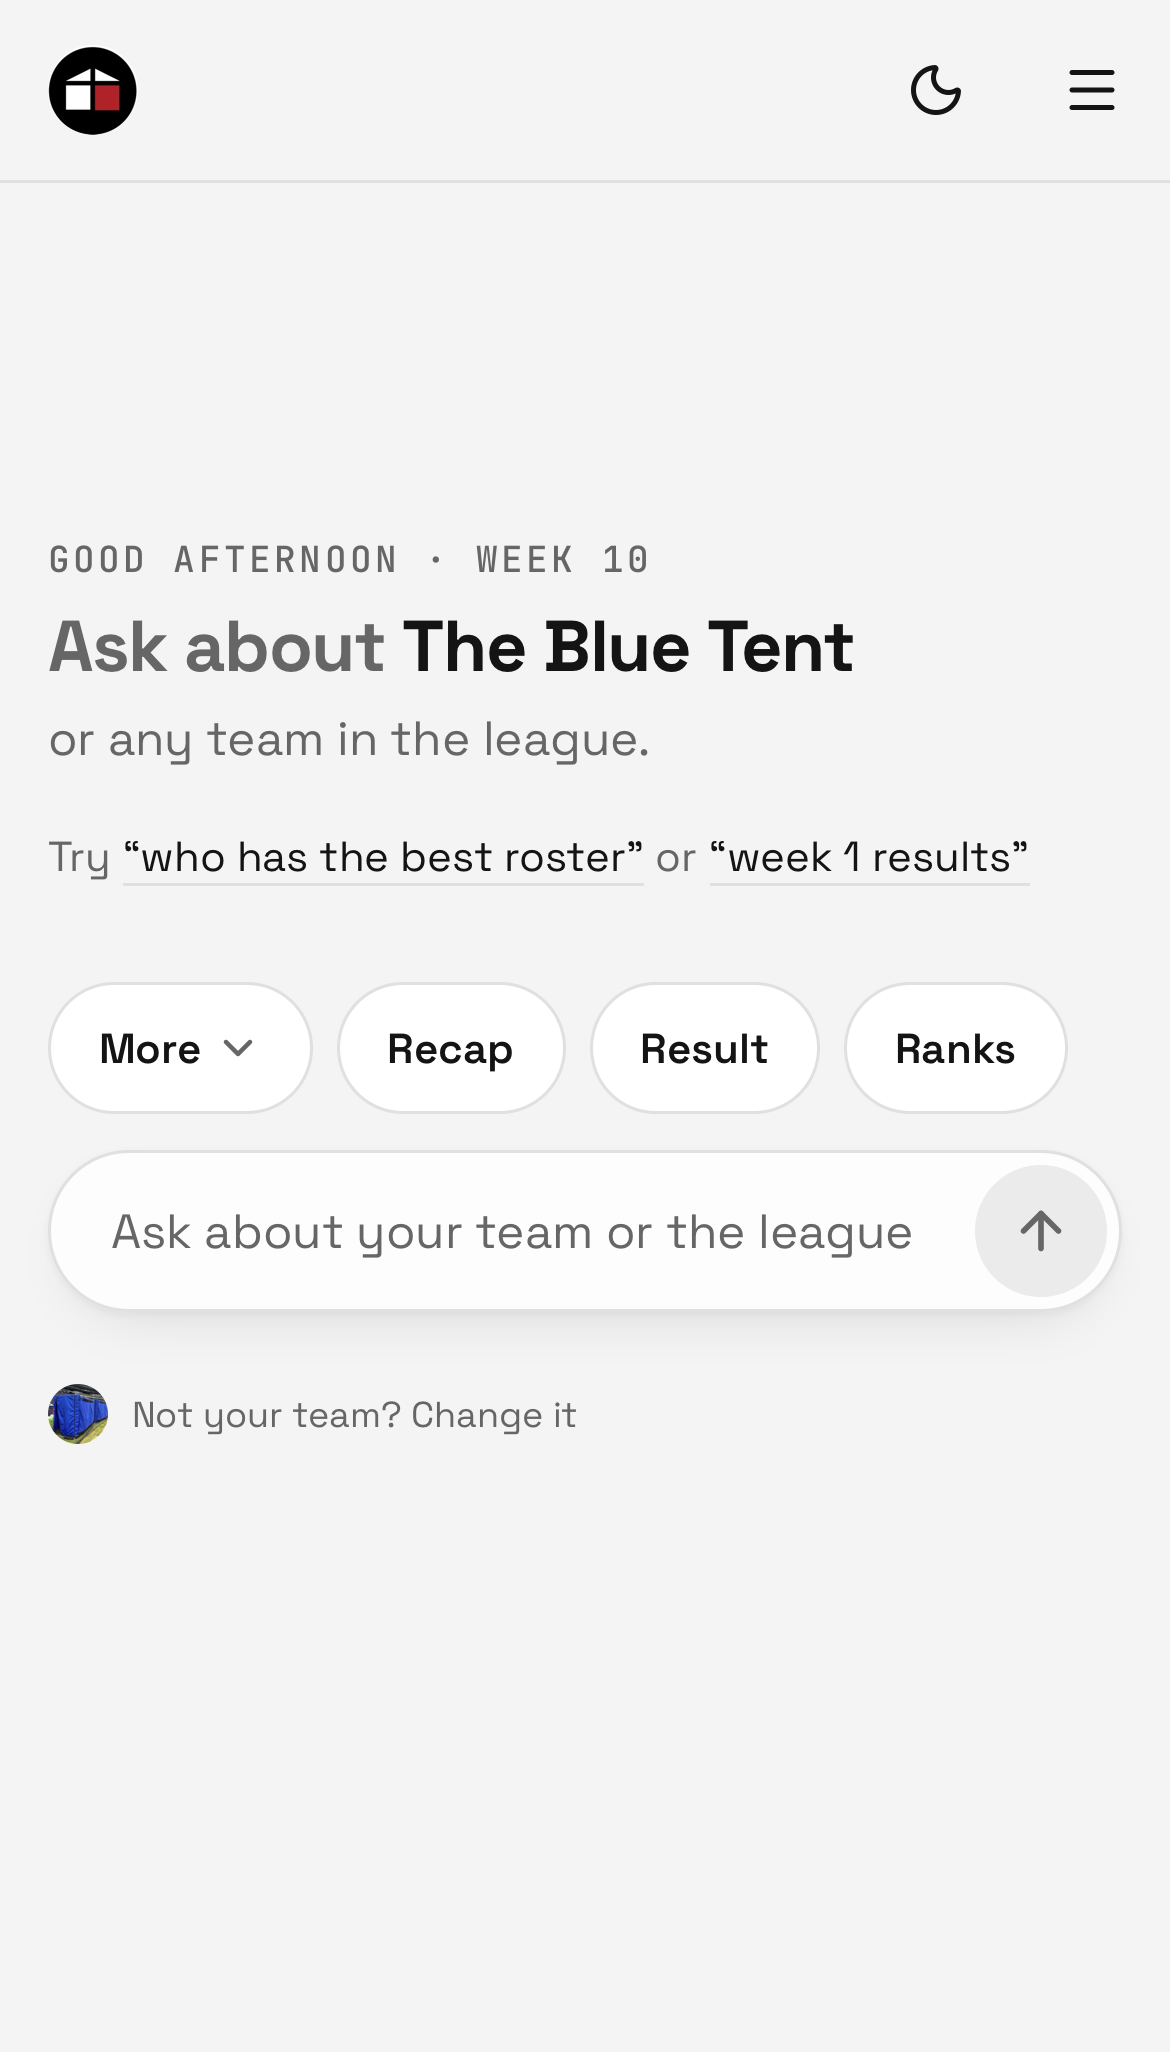 GOOD AFTERNOON · WEEK 10
Ask about The Blue Tent
or any team in the league.
Try “who has the best roster” or “week 1 results”
More Recap Result Ranks
Ask about your team or the league
Not your team? Change it